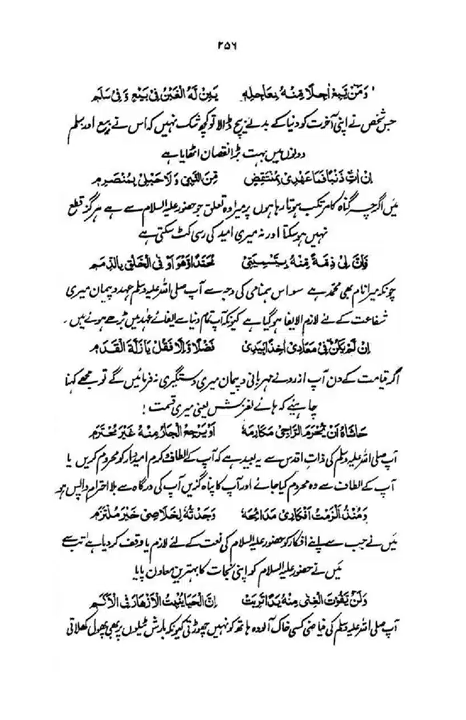 ۲۵۶
وَمَنْ يَبِعْ اٰجِلًا مِنْهُ بِعَاجِلِهٖ يَبِنْ لَهُ الْغَبْنُ فِىْ بَيْعٍ وَّفِىْ سَلَمِ
جس شخص نے اپنی آخرت کو دنیا کے بدلے بیچ ڈالا تو کچھ شک نہیں کہ اس نے بیع اور سلم
دونوں میں بہت بڑا نقصان اٹھایا ہے
اِنْ اٰتِ ذَنْبًا فَمَا عَهْدِىْ بِمُنْتَقِضٍ مِّنَ النَّبِىِّ وَلَا حَبْلِىْ بِمُنْصَرِمِ
میں اگرچہ گناہ کا مرتکب ہوتا رہا ہوں پر میرا وہ تعلق جو حضور علیہ السلام سے ہے ہرگز قطع
نہیں ہو سکتا اور نہ میری امید کی رسی کٹ سکتی ہے
فَاِنَّ لِىْ ذِمَّةً مِنْهُ بِتَسْمِيَتِىْ مُحَمَّدًا وَّهُوَ اَوْفَى الْخَلْقِ بِالذِّمَمِ
چونکہ میرا نام بھی محمد ہے سو اس ہمنامی کی وجہ سے آپ صلی اللہ علیہ وسلم عہد و پیمان میری
شفاعت کے لئے لازم الایفا ہو گیا ہے کیونکہ آپ تمام دنیا سے ایفائے عہد میں بڑھے ہوئے ہیں ۔
اِنْ لَّمْ يَكُنْ فِىْ مَعَادِىْ اٰخِذًا بِيَدِىْ فَضْلًا وَّاِلَّا فَقُلْ يَا زَلَّةَ الْقَدَمِ
اگر قیامت کے دن آپ از روئے مہربانی و پیمان میری دستگیری نہ فرمائیں گے تو مجھے کہنا
چاہیئے کہ ہائے لغزش یعنی میری قسمت !
حَاشَاهُ اَنْ يُّحْرِمَ الرَّاجِىْ مَكَارِمَهٗ اَوْ يَرْجِعَ الْجَارُ مِنْهُ غَيْرَ مُحْتَرَمِ
آپ صلی اللہ علیہ وسلم کی ذات اقدس سے یہ بعید ہے کہ آپ کے الطاف و کرم امیدوار کو محروم کریں یا
آپ کے الطاف سے وہ محروم کیا جائے اور آپ کا پناہ گزیں آپ کی درگاہ سے بلا احترام واپس ہو
وَمُنْذُ اَلْزَمْتُ اَفْكَارِىْ مَدَائِحَهٗ وَجَدْتُّهٗ لِخَلَاصِىْ خَيْرَ مُلْتَزِمِ
میں نے جب سے اپنے افکار کو حضور علیہ السلام کی نعت کے لئے لازم یا وقف کر دیا ہے تب سے
میں نے حضور علیہ السلام کو اپنی نجات کا بہترین معاون پایا
وَلَنْ يَّفُوْتَ الْغِنٰى مِنْهُ يَدًا تَرِبَتْ اِنَّ الْحَيَا يُنْبِتُ الْاَزْهَارَ فِى الْاَكَمِ
آپ صلی اللہ علیہ وسلم کی فیاضی کسی خاک آلودہ ہاتھ کو نہیں چھوڑتی کیونکہ بارش ٹیلوں پر بھی پھول کھلاتی